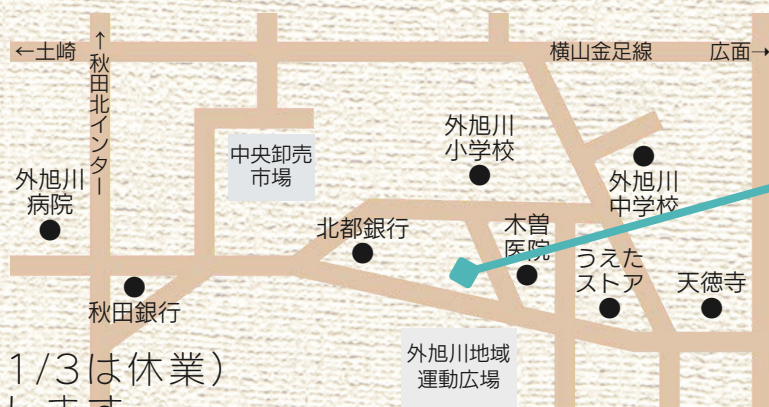 ←土崎
↑秋田北インター
横山金足線
広面→
中央卸売
市場
外旭川
小学校
外旭川
病院
外旭川
中学校
北都銀行
木曽
医院
うえた
ストア
天徳寺
秋田銀行
外旭川地域
運動広場
1/3は休業)
します